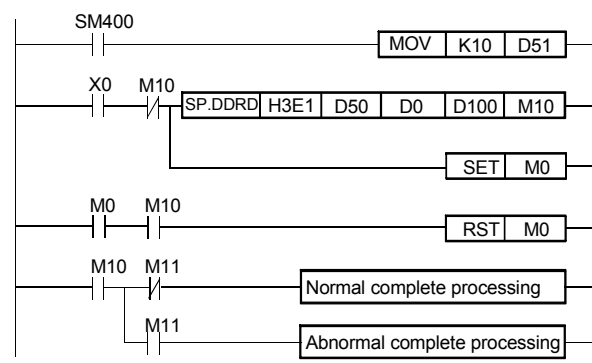 SM400
MOV K10 D51
X0 M10
SP.DDRD H3E1 D50 D0 D100 M10
SET M0
M0 M10
RST M0
M10 M11
Normal complete processing
M11
Abnormal complete processing